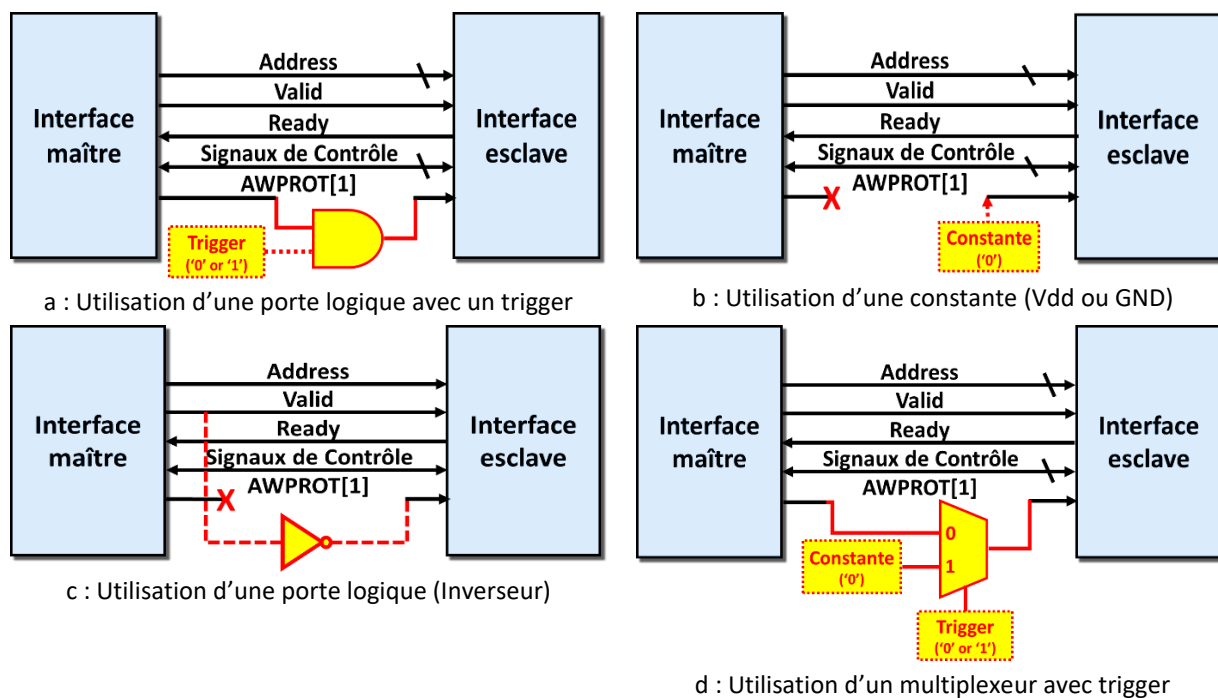 Interface
maître
Address
Valid
Ready
Signaux de Contrôle
AWPROT[1]
Trigger
(‘0’ or ‘1’)
Interface
esclave
a : Utilisation d’une porte logique avec un trigger
Interface
maître
Address
Valid
Ready
Signaux de Contrôle
AWPROT[1]
X
Constante
(‘0’)
Interface
esclave
b : Utilisation d’une constante (Vdd ou GND)
Interface
maître
Address
Valid
Ready
Signaux de Contrôle
AWPROT[1]
X
Interface
esclave
c : Utilisation d’une porte logique (Inverseur)
Interface
maître
Address
Valid
Ready
Signaux de Contrôle
AWPROT[1]
0
Constante
(‘0’)
1
Trigger
(‘0’ or ‘1’)
Interface
esclave
d : Utilisation d’un multiplexeur avec trigger